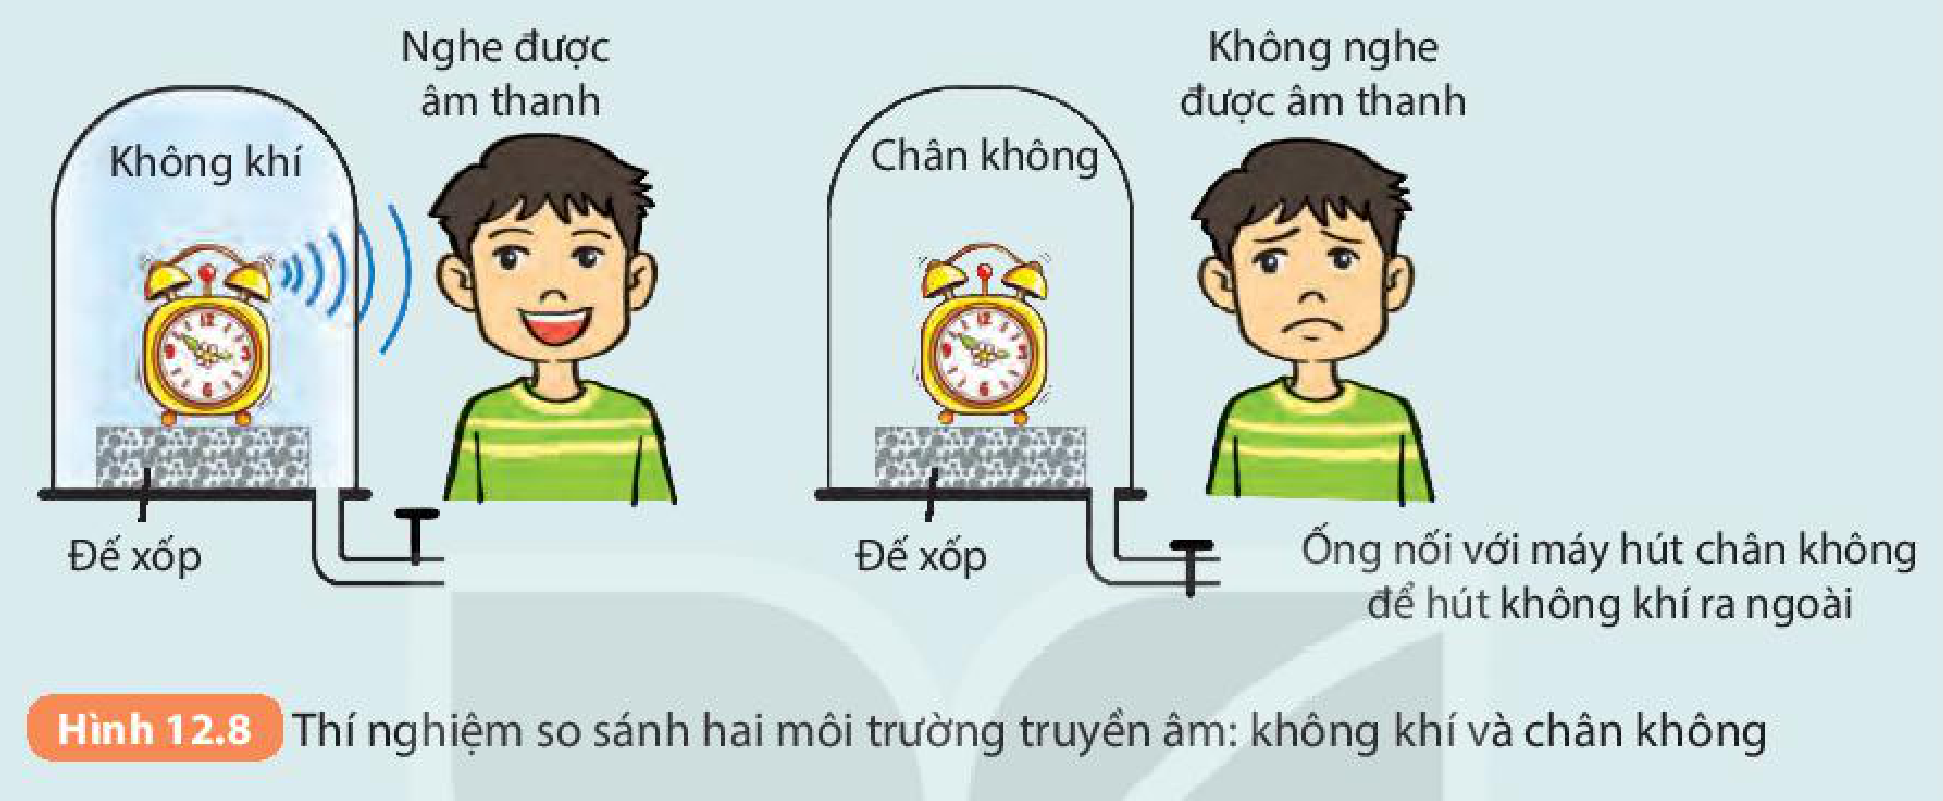 Nghe được
âm thanh
Không khí
Đế xốp
Không nghe
được âm thanh
Chân không
Đế xốp
Ống nối với máy hút chân không
để hút không khí ra ngoài
Hình 12.8 Thí nghiệm so sánh hai môi trường truyền âm: không khí và chân không